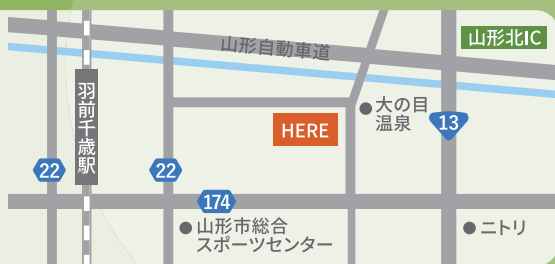 山形北IC
山形自動車道
羽前千歳駅
大の目
温泉
HERE
13
22
22
174
山形市総合
スポーツセンター
ニトリ